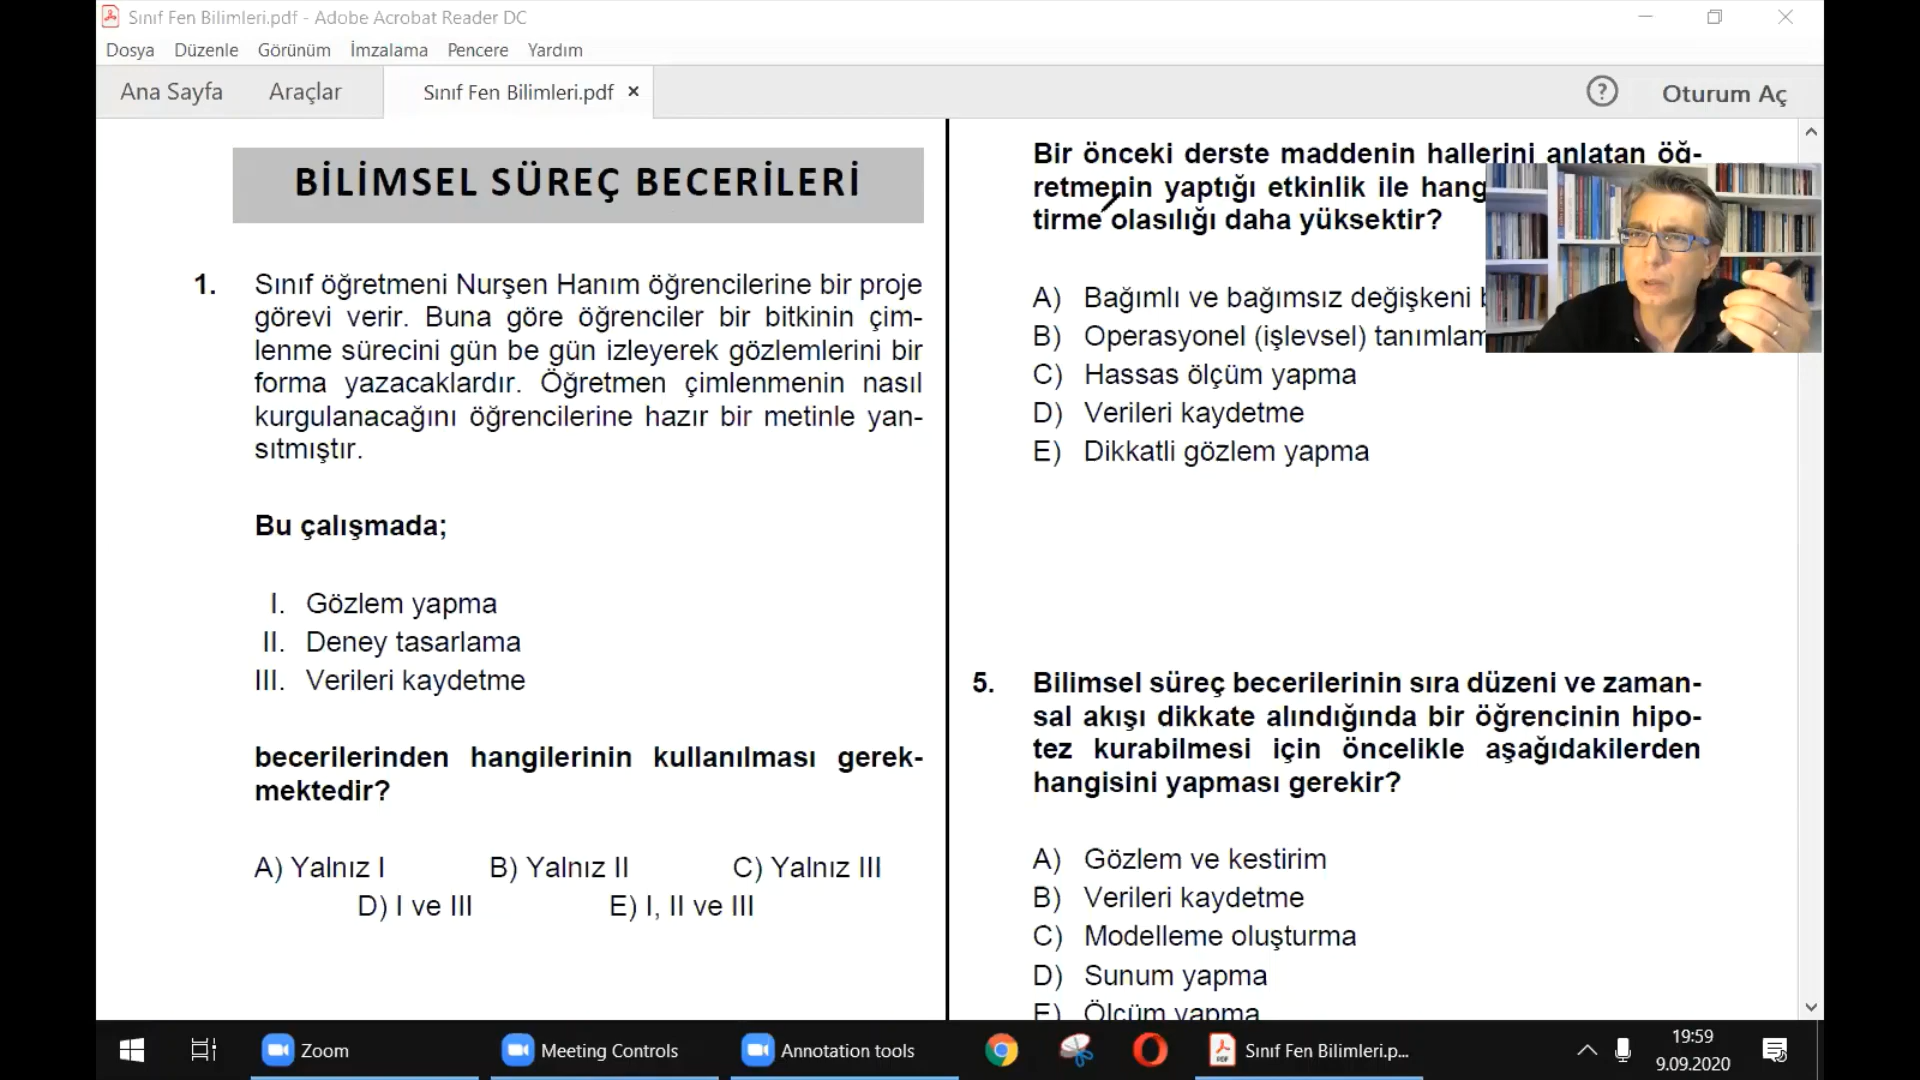 Sınıf Fen Bilimleri.pdf - Adobe Acrobat Reader DC
Dosya Düzenle Görünüm İmzalama Pencere Yardım
Ana Sayfa Araçlar Sınıf Fen Bilimleri.pdf × ? Oturum Aç
BİLİMSEL SÜREÇ BECERİLERİ
1. Sınıf öğretmeni Nurşen Hanım öğrencilerine bir proje
görevi verir. Buna göre öğrenciler bir bitkinin çim-
lenme sürecini gün be gün izleyerek gözlemlerini bir
forma yazacaklardır. Öğretmen çimlenmenin nasıl
kurgulanacağını öğrencilerine hazır bir metinle yan-
sıtmıştır.
Bu çalışmada;
I. Gözlem yapma
II. Deney tasarlama
III. Verileri kaydetme
becerilerinden hangilerinin kullanılması gerek-
mektedir?
A) Yalnız I B) Yalnız II C) Yalnız III
D) I ve III E) I, II ve III
Bir önceki derste maddenin hallerini anlatan öğ-
retmenin yaptığı etkinlik ile
tirme olasılığı daha yüksektir?
A) Bağımlı ve bağımsız değişkeni
B) Operasyonel (işlevsel)
C) Hassas ölçüm yapma
D) Verileri kaydetme
E) Dikkatli gözlem yapma
5. Bilimsel süreç becerilerinin sıra düzeni ve zaman-
sal akışı dikkate alındığında bir öğrencinin hipo-
tez kurabilmesi için öncelikle aşağıdakilerden
hangisini yapması gerekir?
A) Gözlem ve kestirim
B) Verileri kaydetme
C) Modelleme oluşturma
D) Sunum yapma
E) Ölçüm yapma
Zoom Meeting Controls Annotation tools Sınıf Fen Bilimleri.p... 19:59
9.09.2020